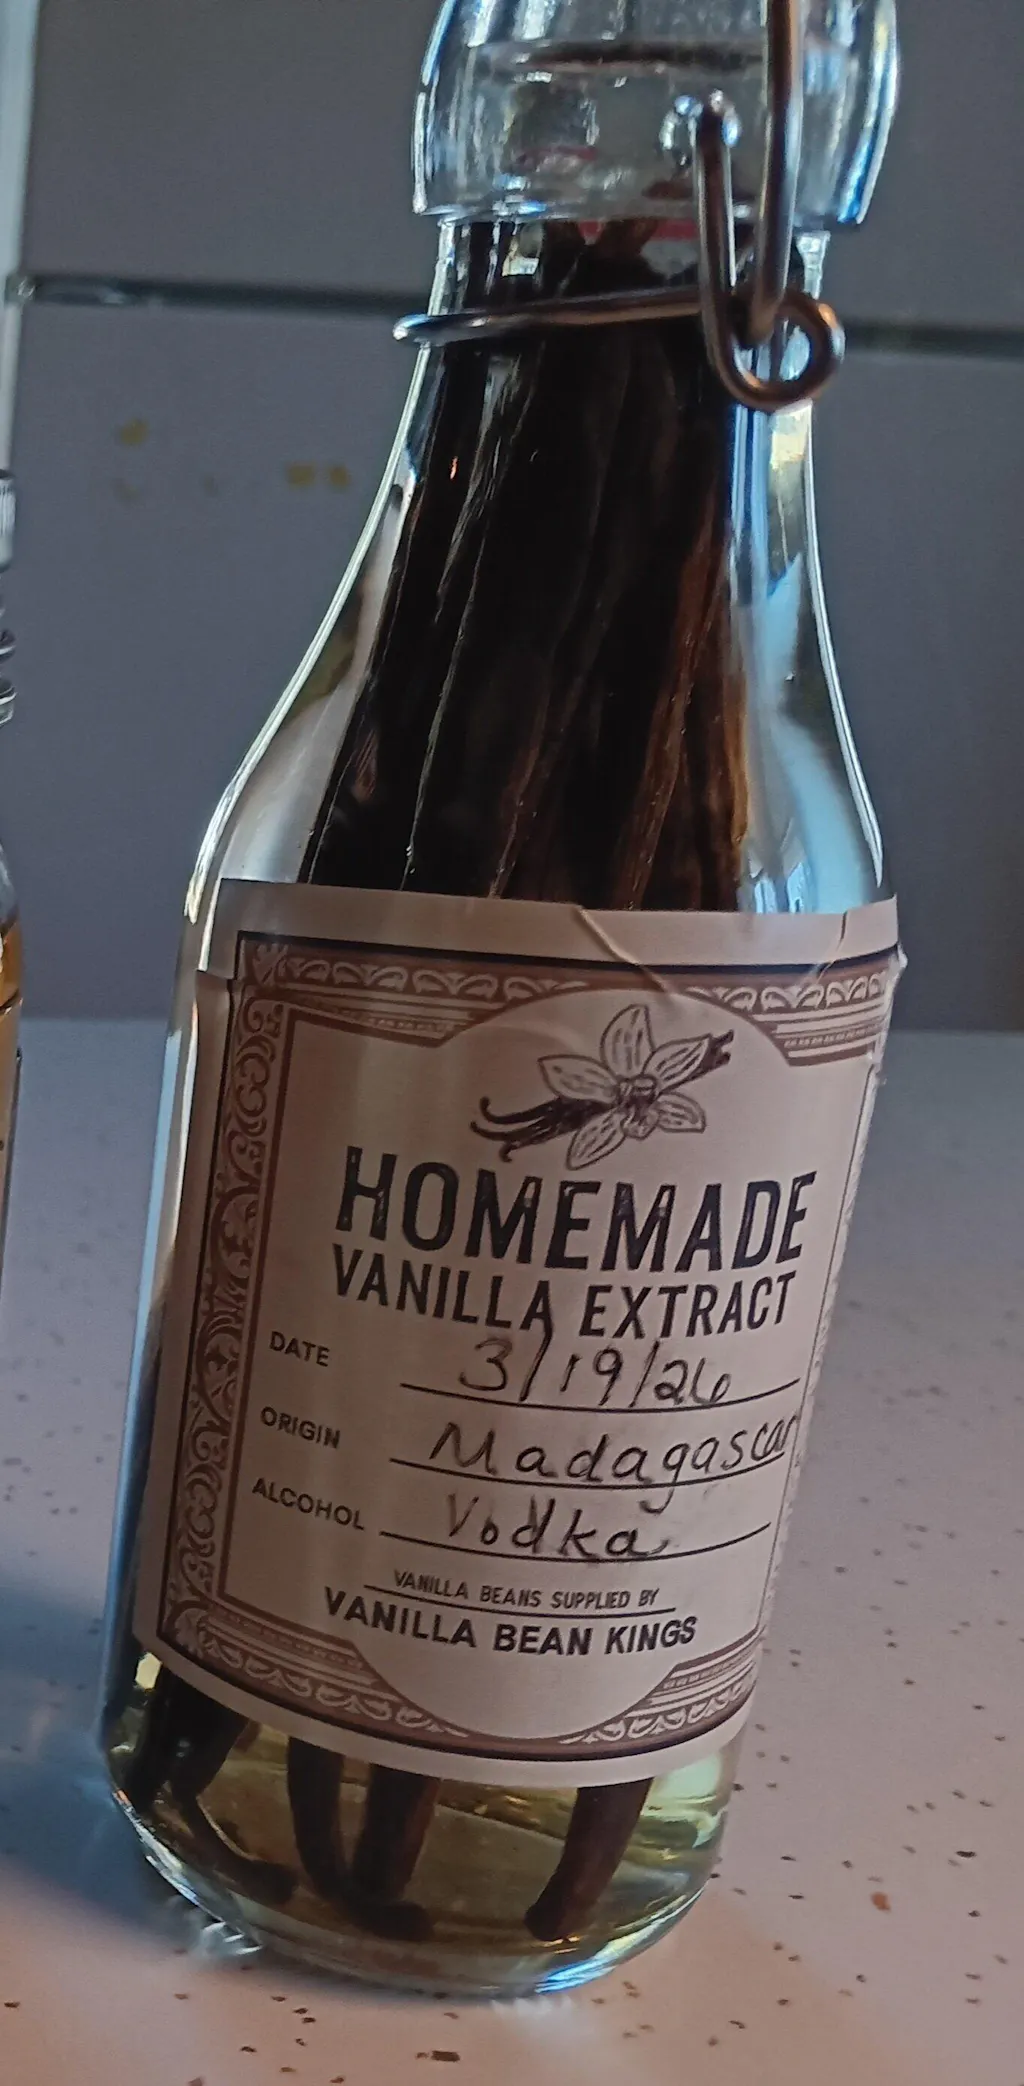 HOMEMADE
VANILLA EXTRACT
DATE 3/19/26
ORIGIN Madagascar
ALCOHOL Vodka
VANILLA BEANS SUPPLIED BY
VANILLA BEAN KINGS